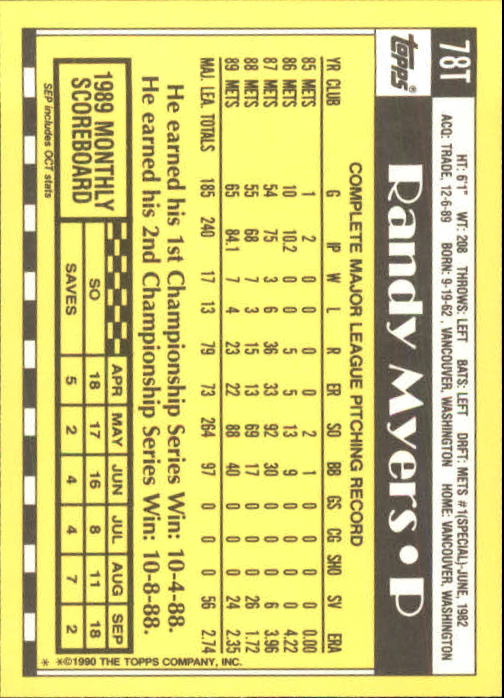 78T
HT: 6'1" WT: 208 THROWS: LEFT BATS: LEFT DRFT: METS #1(SPECIAL)-JUNE, 1982
ACQ: TRADE, 12-6-89 BORN: 9-19-62, VANCOUVER, WASHINGTON HOME: VANCOUVER, WASHINGTON
TOPPS®
Randy Myers • P
COMPLETE MAJOR LEAGUE PITCHING RECORD
YR CLUB G IP W L R ER SO BB GS CG SHO SV ERA
85 METS 1 2 0 0 0 0 2 1 0 0 0 0 0.00
86 METS 10 10.2 0 0 5 5 13 9 0 0 0 0 4.22
87 METS 54 75 3 6 36 33 92 30 0 0 0 6 3.96
88 METS 55 68 7 3 15 13 69 17 0 0 0 26 1.72
89 METS 65 84.1 7 4 23 22 88 40 0 0 0 24 2.35
MAJ. LEA. TOTALS 185 240 17 13 79 73 264 97 0 0 0 56 2.74
He earned his 1st Championship Series Win: 10-4-88.
He earned his 2nd Championship Series Win: 10-8-88.
1989 MONTHLY SCOREBOARD
APR MAY JUN JUL AUG SEP
SO 18 17 16 8 11 18
SAVES 5 2 4 4 7 2
SEP includes OCT stats
* *©1990 THE TOPPS COMPANY, INC.